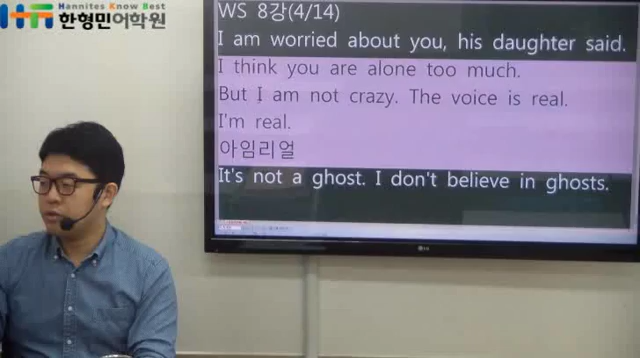 Hannites Know Best
한형민어학원
WS 8강(4/14)
I am worried about you, his daughter said.
I think you are alone too much.
But I am not crazy. The voice is real.
I'm real.
아임리얼
It's not a ghost. I don't believe in ghosts.
LG